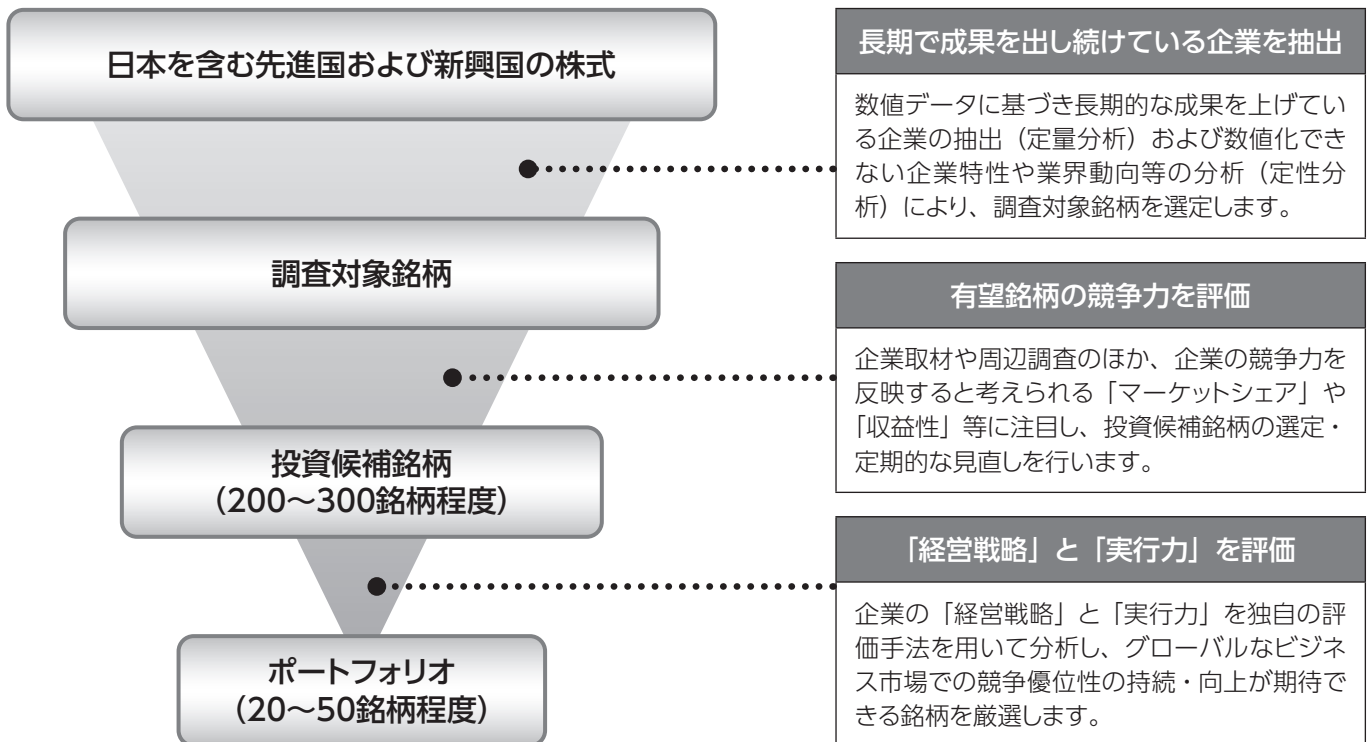 日本を含む先進国および新興国の株式
長期で成果を出し続けている企業を抽出
数値データに基づき長期的な成果を上げてい
る企業の抽出（定量分析）および数値化でき
ない企業特性や業界動向等の分析（定性分
析）により、調査対象銘柄を選定します。
調査対象銘柄
有望銘柄の競争力を評価
企業取材や周辺調査のほか、企業の競争力を
反映すると考えられる「マーケットシェア」や
「収益性」等に注目し、投資候補銘柄の選定・
定期的な見直しを行います。
投資候補銘柄
（200〜300銘柄程度）
「経営戦略」と「実行力」を評価
企業の「経営戦略」と「実行力」を独自の評
価手法を用いて分析し、グローバルなビジネ
ス市場での競争優位性の持続・向上が期待で
きる銘柄を厳選します。
ポートフォリオ
（20〜50銘柄程度）